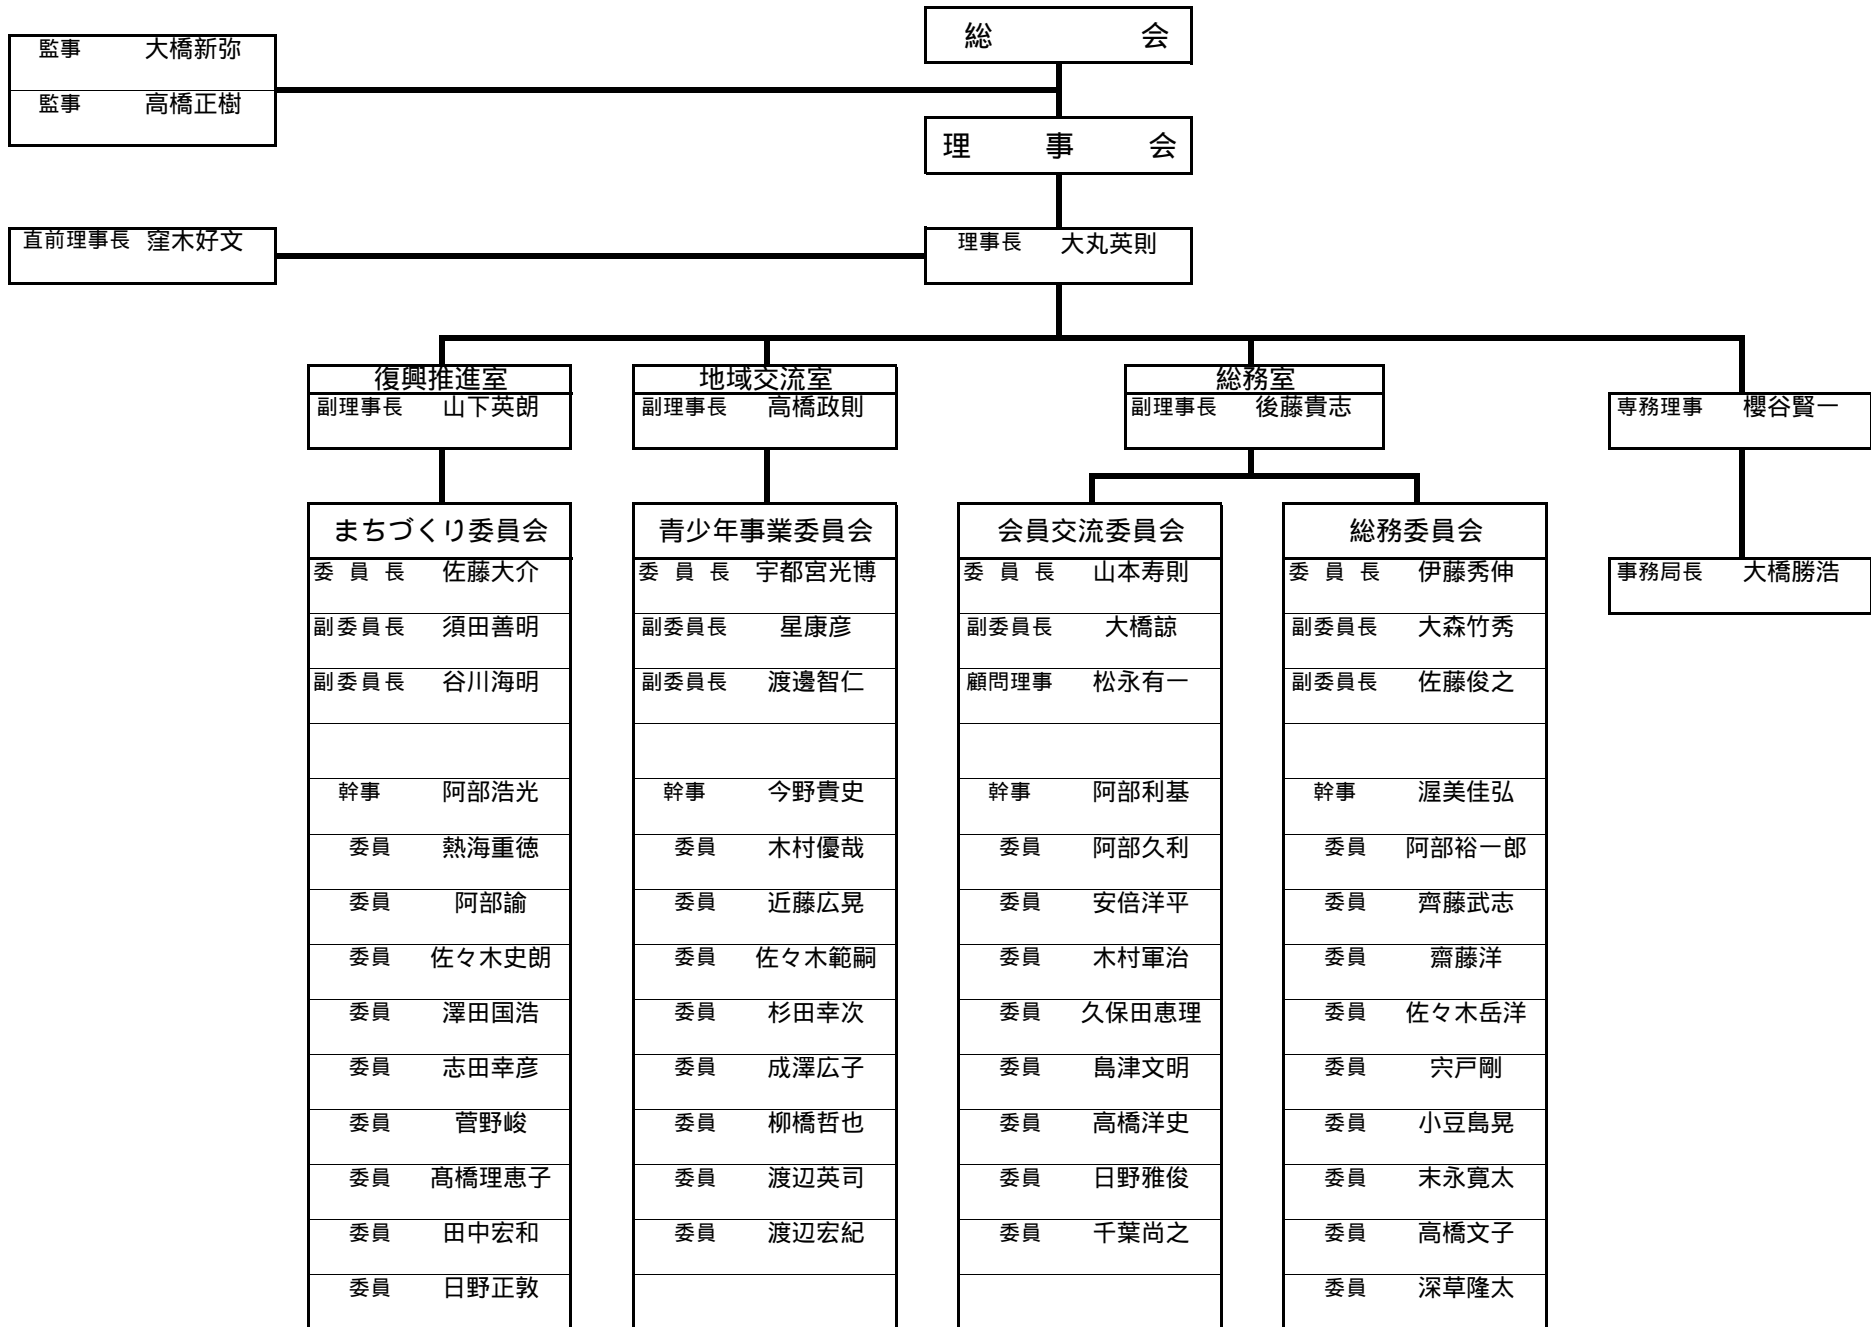 総　会
監事　大橋新弥
監事　高橋正樹
理　事　会
直前理事長　窪木好文
理事長　大丸英則
復興推進室
副理事長　山下英朗
地域交流室
副理事長　高橋政則
総務室
副理事長　後藤貴志
専務理事　櫻谷賢一
事務局長　大橋勝浩
まちづくり委員会
委員長　佐藤大介
副委員長　須田善明
副委員長　谷川海明
幹事　阿部浩光
委員　熱海重徳
委員　阿部諭
委員　佐々木史朗
委員　澤田国浩
委員　志田幸彦
委員　菅野峻
委員　髙橋理恵子
委員　田中宏和
委員　日野正敦
青少年事業委員会
委員長　宇都宮光博
副委員長　星康彦
副委員長　渡邊智仁
幹事　今野貴史
委員　木村優哉
委員　近藤広晃
委員　佐々木範嗣
委員　杉田幸次
委員　成澤広子
委員　柳橋哲也
委員　渡辺英司
委員　渡辺宏紀
会員交流委員会
委員長　山本寿則
副委員長　大橋諒
顧問理事　松永有一
幹事　阿部利基
委員　阿部久利
委員　安倍洋平
委員　木村軍治
委員　久保田恵理
委員　島津文明
委員　高橋洋史
委員　日野雅俊
委員　千葉尚之
総務委員会
委員長　伊藤秀伸
副委員長　大森竹秀
副委員長　佐藤俊之
幹事　渥美佳弘
委員　阿部裕一郎
委員　齊藤武志
委員　齋藤洋
委員　佐々木岳洋
委員　宍戸剛
委員　小豆島晃
委員　末永寛太
委員　高橋文子
委員　深草隆太